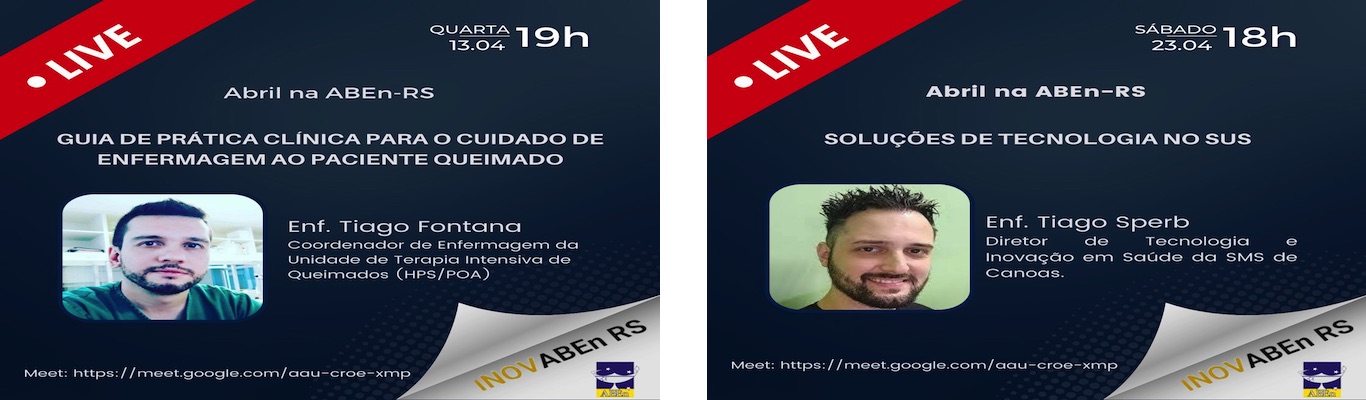 LIVE
QUARTA
13.04
19h
Abril na ABEn-RS
GUIA DE PRÁTICA CLÍNICA PARA O CUIDADO DE
ENFERMAGEM AO PACIENTE QUEIMADO
Enf. Tiago Fontana
Coordenador de Enfermagem da
Unidade de Terapia Intensiva de
Queimados (HPS/POA)
Meet: https://meet.google.com/aau-croe-xmp
INOVABEn RS
ABEn
LIVE
SÁBADO
23.04
18h
Abril na ABEn-RS
SOLUÇÕES DE TECNOLOGIA NO SUS
Enf. Tiago Sperb
Diretor de Tecnologia e
Inovação em Saúde da SMS de
Canoas.
Meet: https://meet.google.com/aau-croe-xmp
INOVABEn RS
ABEn